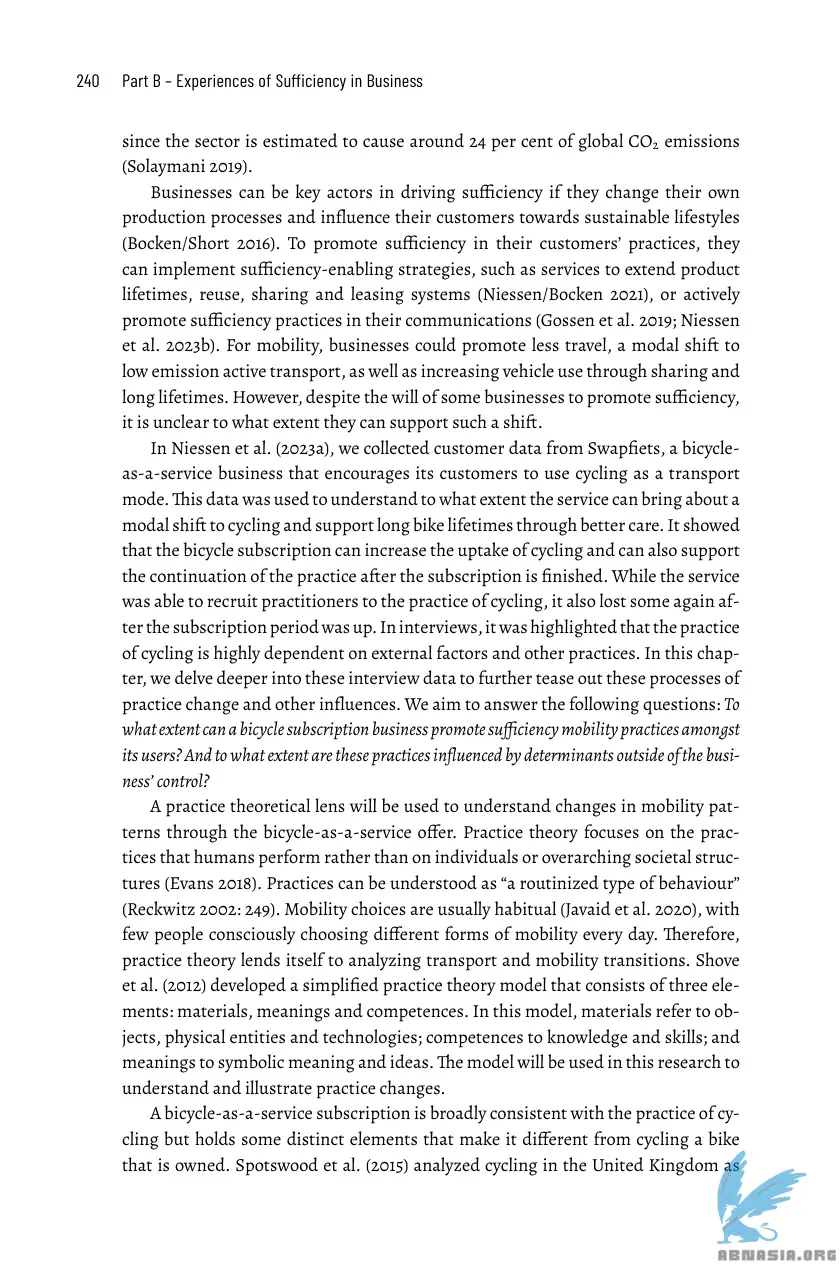 240 Part B – Experiences of Sufficiency in Business
since the sector is estimated to cause around 24 per cent of global CO₂ emissions
(Solaymani 2019).
Businesses can be key actors in driving sufficiency if they change their own
production processes and influence their customers towards sustainable lifestyles
(Bocken/Short 2016). To promote sufficiency in their customers’ practices, they
can implement sufficiency-enabling strategies, such as services to extend product
lifetimes, reuse, sharing and leasing systems (Niessen/Bocken 2021), or actively
promote sufficiency practices in their communications (Gossen et al. 2019; Niessen
et al. 2023b). For mobility, businesses could promote less travel, a modal shift to
low emission active transport, as well as increasing vehicle use through sharing and
long lifetimes. However, despite the will of some businesses to promote sufficiency,
it is unclear to what extent they can support such a shift.
In Niessen et al. (2023a), we collected customer data from Swapfiets, a bicycle-
as-a-service business that encourages its customers to use cycling as a transport
mode. This data was used to understand to what extent the service can bring about a
modal shift to cycling and support long bike lifetimes through better care. It showed
that the bicycle subscription can increase the uptake of cycling and can also support
the continuation of the practice after the subscription is finished. While the service
was able to recruit practitioners to the practice of cycling, it also lost some again af-
ter the subscription period was up. In interviews, it was highlighted that the practice
of cycling is highly dependent on external factors and other practices. In this chap-
ter, we delve deeper into these interview data to further tease out these processes of
practice change and other influences. We aim to answer the following questions: To
what extent can a bicycle subscription business promote sufficiency mobility practices amongst
its users? And to what extent are these practices influenced by determinants outside of the busi-
ness’ control?
A practice theoretical lens will be used to understand changes in mobility pat-
terns through the bicycle-as-a-service offer. Practice theory focuses on the prac-
tices that humans perform rather than on individuals or overarching societal struc-
tures (Evans 2018). Practices can be understood as “a routinized type of behaviour”
(Reckwitz 2002: 249). Mobility choices are usually habitual (Javaid et al. 2020), with
few people consciously choosing different forms of mobility every day. Therefore,
practice theory lends itself to analyzing transport and mobility transitions. Shove
et al. (2012) developed a simplified practice theory model that consists of three ele-
ments: materials, meanings and competences. In this model, materials refer to ob-
jects, physical entities and technologies; competences to knowledge and skills; and
meanings to symbolic meaning and ideas. The model will be used in this research to
understand and illustrate practice changes.
A bicycle-as-a-service subscription is broadly consistent with the practice of cy-
cling but holds some distinct elements that make it different from cycling a bike
that is owned. Spotswood et al. (2015) analyzed cycling in the United Kingdom as
ABNASIA.ORG